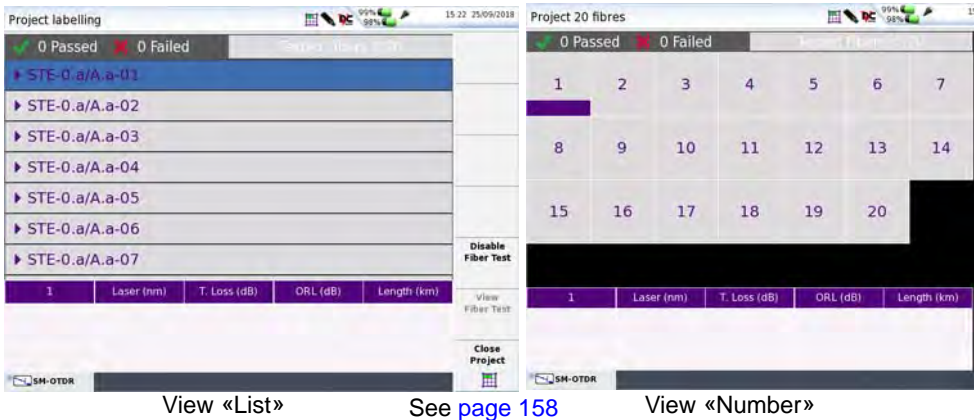 Project labelling
99%
98%
15:22 25/09/2018
0 Passed 0 Failed
STE-0.a/A.a-01
STE-0.a/A.a-02
STE-0.a/A.a-03
STE-0.a/A.a-04
STE-0.a/A.a-05
STE-0.a/A.a-06
STE-0.a/A.a-07
Disable
Fiber Test
1 Laser (nm) T. Loss (dB) ORL (dB) Length (km)
View
Fiber Test
Close
Project
SM-OTDR
View «List»
See page 158
Project 20 fibres
99%
98%
0 Passed 0 Failed
1 2 3 4 5 6 7
8 9 10 11 12 13 14
15 16 17 18 19 20
1 Laser (nm) T. Loss (dB) ORL (dB) Length (km)
SM-OTDR
View «Number»